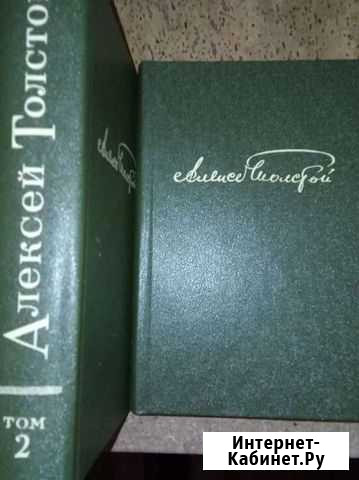 Алексей Толстой
ТОМ
2
Алексей Толстой
Интернет-
Кабинет.Ру